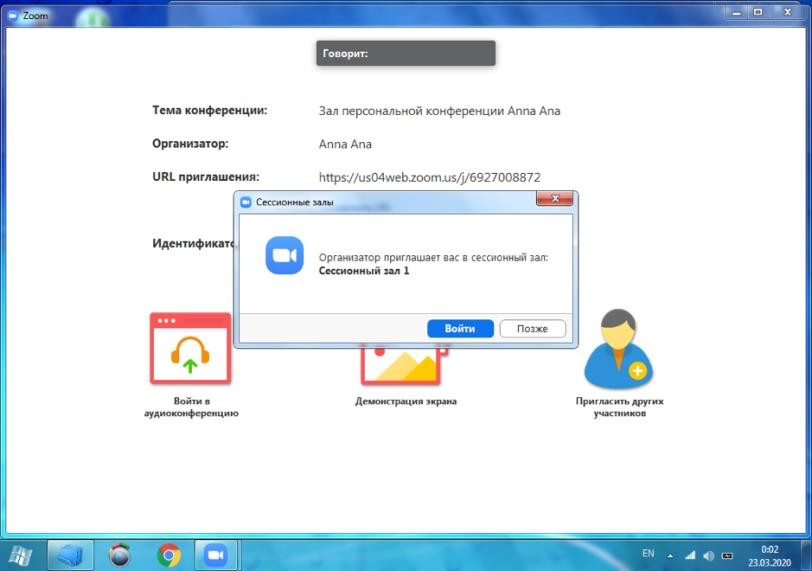 Zoom
Говорит:
Тема конференции: Зал персональной конференции Anna Ana
Организатор: Anna Ana
URL приглашения: https://us04web.zoom.us/j/6927008872
Сессионные залы
Организатор приглашает вас в сессионный зал:
Сессионный зал 1
Войти Позже
Войти в
аудиоконференцию
Демонстрация экрана
Пригласить других
участников
EN
0:02
23.03.2020